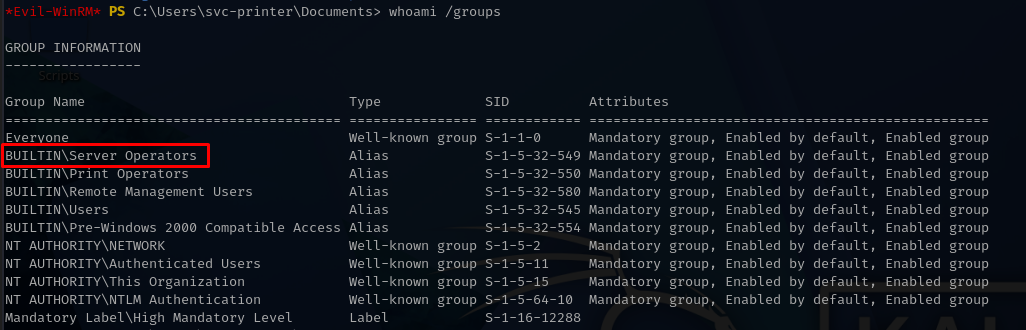 *Evil-WinRM* PS C:\Users\svc-printer\Documents> whoami /groups
GROUP INFORMATION
-----------------
Scripts
Group Name                                 Type             SID          Attributes
========================================== ================ ============ ==================================================
Everyone                                   Well-known group S-1-1-0      Mandatory group, Enabled by default, Enabled group
BUILTIN\Server Operators                   Alias            S-1-5-32-549 Mandatory group, Enabled by default, Enabled group
BUILTIN\Print Operators                    Alias            S-1-5-32-550 Mandatory group, Enabled by default, Enabled group
BUILTIN\Remote Management Users            Alias            S-1-5-32-580 Mandatory group, Enabled by default, Enabled group
BUILTIN\Users                              Alias            S-1-5-32-545 Mandatory group, Enabled by default, Enabled group
BUILTIN\Pre-Windows 2000 Compatible Access Alias            S-1-5-32-554 Mandatory group, Enabled by default, Enabled group
NT AUTHORITY\NETWORK                       Well-known group S-1-5-2      Mandatory group, Enabled by default, Enabled group
NT AUTHORITY\Authenticated Users           Well-known group S-1-5-11     Mandatory group, Enabled by default, Enabled group
NT AUTHORITY\This Organization             Well-known group S-1-5-15     Mandatory group, Enabled by default, Enabled group
NT AUTHORITY\NTLM Authentication           Well-known group S-1-5-64-10  Mandatory group, Enabled by default, Enabled group
Mandatory Label\High Mandatory Level       Label            S-1-16-12288